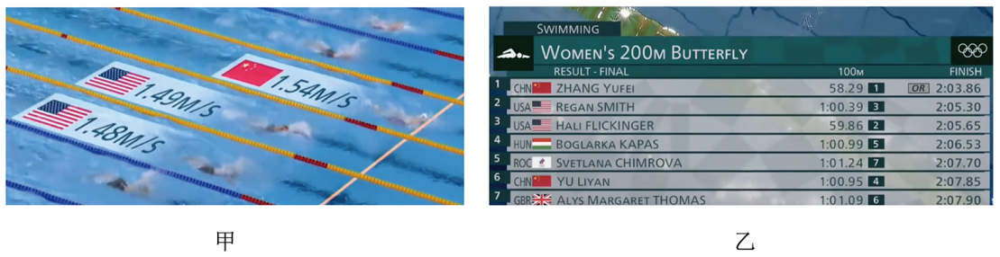 1.54M/S
1.49M/S
1.48M/S
SWIMMING
WOMEN'S 200M BUTTERFLY
RESULT - FINAL 100M FINISH
1 CHN ZHANG YUFEI 58.29 1 OR 2:03.86
2 USA REGAN SMITH 1:00.39 3 2:05.30
3 USA HALI FLICKINGER 59.86 2 2:05.65
4 HUN BOGLARKA KAPAS 1:00.99 5 2:06.53
5 ROC SVETLANA CHIMROVA 1:01.24 7 2:07.70
6 CHN YU LIYAN 1:00.95 4 2:07.85
7 GBR ALYS MARGARET THOMAS 1:01.09 6 2:07.90
甲
乙